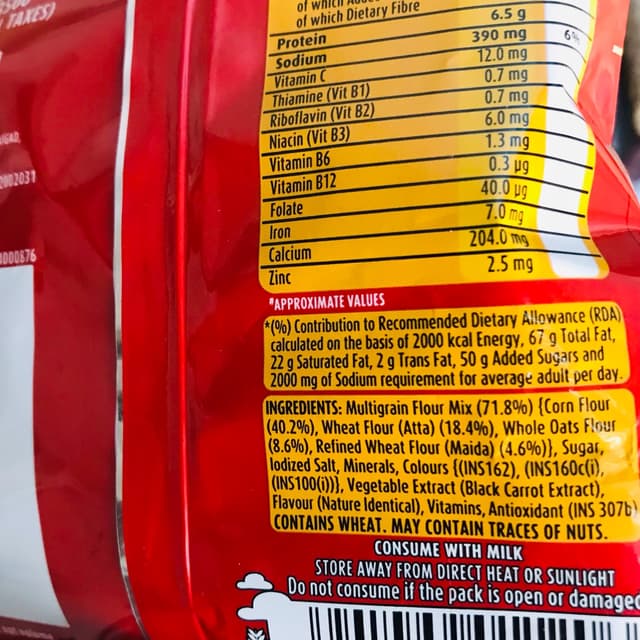 TAXES)
of which
of which Dietary Fibre
Protein 6.5 g
Sodium 390 mg 6%
Vitamin C 12.0 mg
Thiamine (Vit B1) 0.7 mg
Riboflavin (Vit B2) 0.7 mg
Niacin (Vit B3) 6.0 mg
Vitamin B6 1.3 mg
Vitamin B12 0.3 µg
Folate 40.0 µg
Iron 7.0 mg
Calcium 204.0 mg
Zinc 2.5 mg
#APPROXIMATE VALUES
*(%) Contribution to Recommended Dietary Allowance (RDA)
calculated on the basis of 2000 kcal Energy, 67 g Total Fat,
22 g Saturated Fat, 2 g Trans Fat, 50 g Added Sugars and
2000 mg of Sodium requirement for average adult per day.
INGREDIENTS: Multigrain Flour Mix (71.8%) {Corn Flour
(40.2%), Wheat Flour (Atta) (18.4%), Whole Oats Flour
(8.6%), Refined Wheat Flour (Maida) (4.6%)}, Sugar,
Iodized Salt, Minerals, Colours {(INS162), (INS160c(i),
(INS100(i))}, Vegetable Extract (Black Carrot Extract),
Flavour (Nature Identical), Vitamins, Antioxidant (INS 307b)
CONTAINS WHEAT. MAY CONTAIN TRACES OF NUTS.
CONSUME WITH MILK
STORE AWAY FROM DIRECT HEAT OR SUNLIGHT
Do not consume if the pack is open or damaged